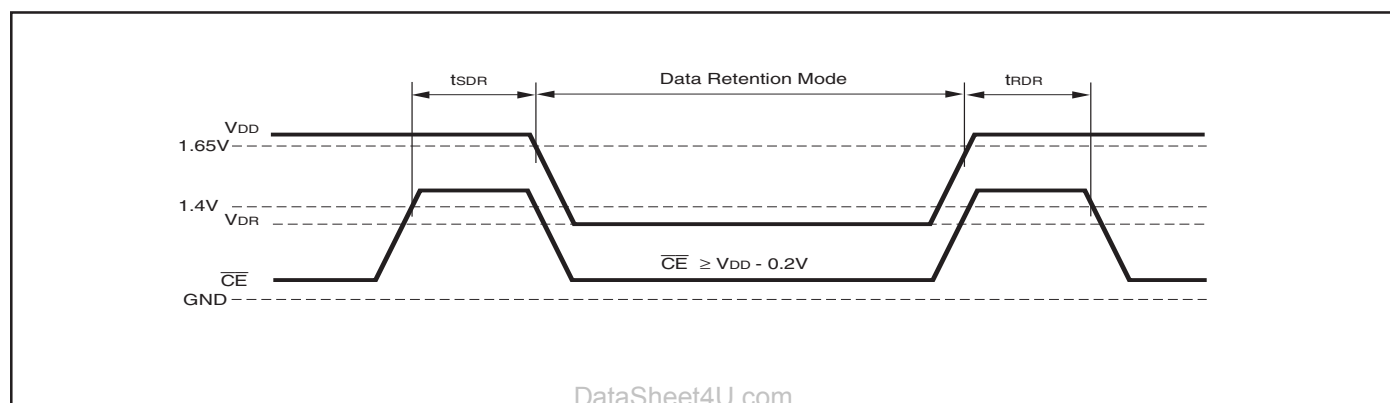 tSDR Data Retention Mode tRDR
VDD
1.65V
1.4V
VDR
CE ≥ VDD - 0.2V
CE
GND
DataSheet4U.com